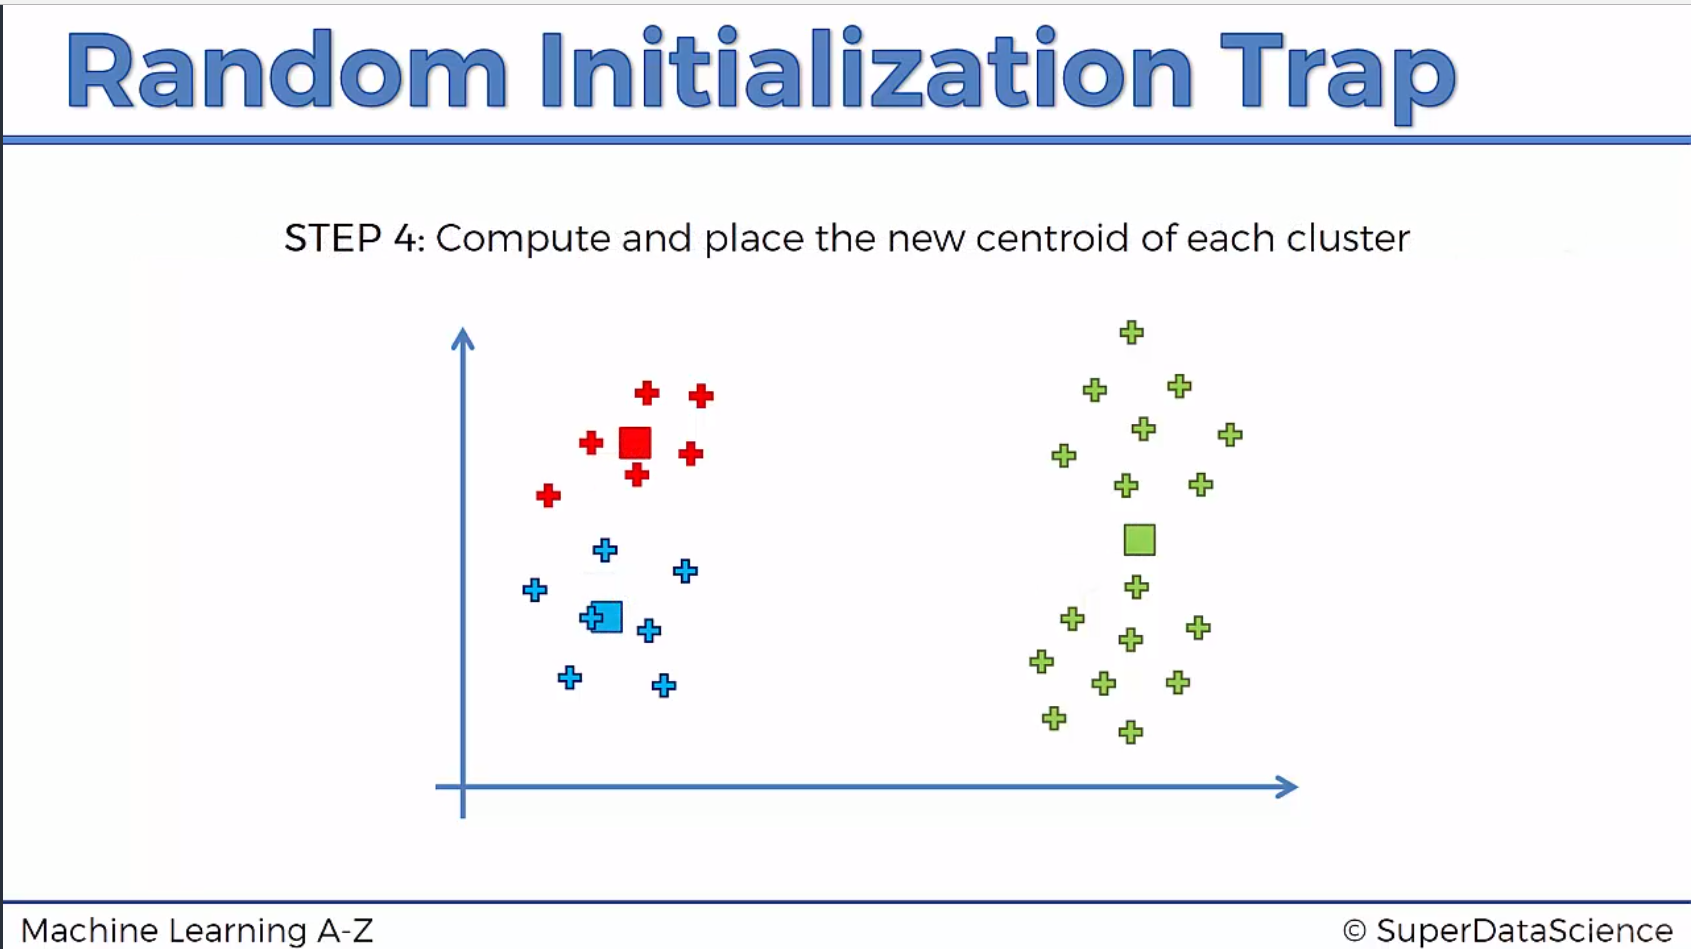 Random Initialization Trap
STEP 4: Compute and place the new centroid of each cluster
Machine Learning A-Z
© SuperDataScience